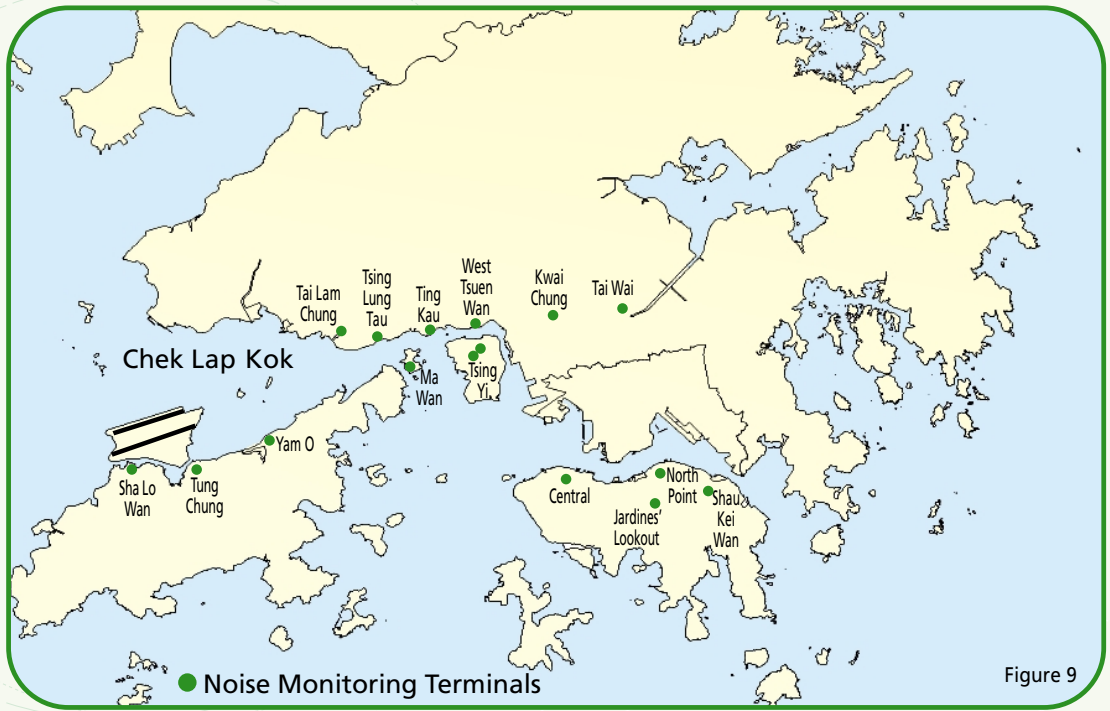 West
Tsuen
Wan
Tsing
Lung
Tau
Kwai
Chung
Tai Wai
Tai Lam
Chung
Ting
Kau
Chek Lap Kok
Tsing
Yi
Ma
Wan
Yam O
Sha Lo
Wan
Tung
Chung
Central
North
Point
Shau
Kei
Wan
Jardines'
Lookout
Noise Monitoring Terminals
Figure 9